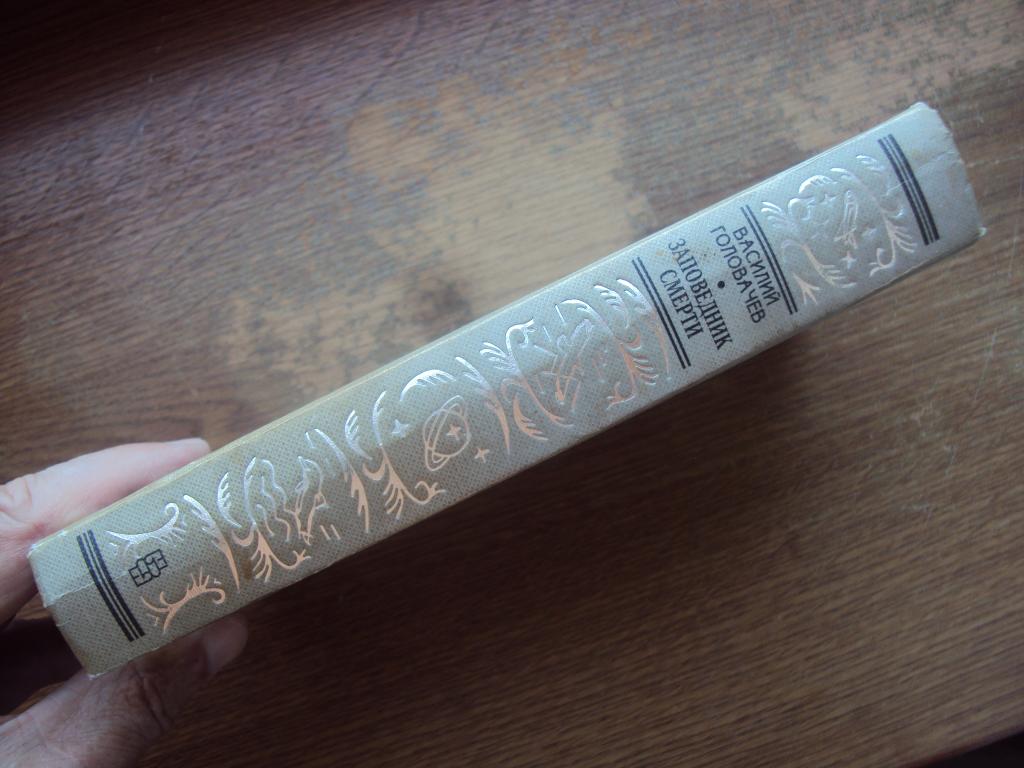 ВАСИЛИЙ
ГОЛОВАЧЕВ
•
ЗАПОВЕДНИК
СМЕРТИ